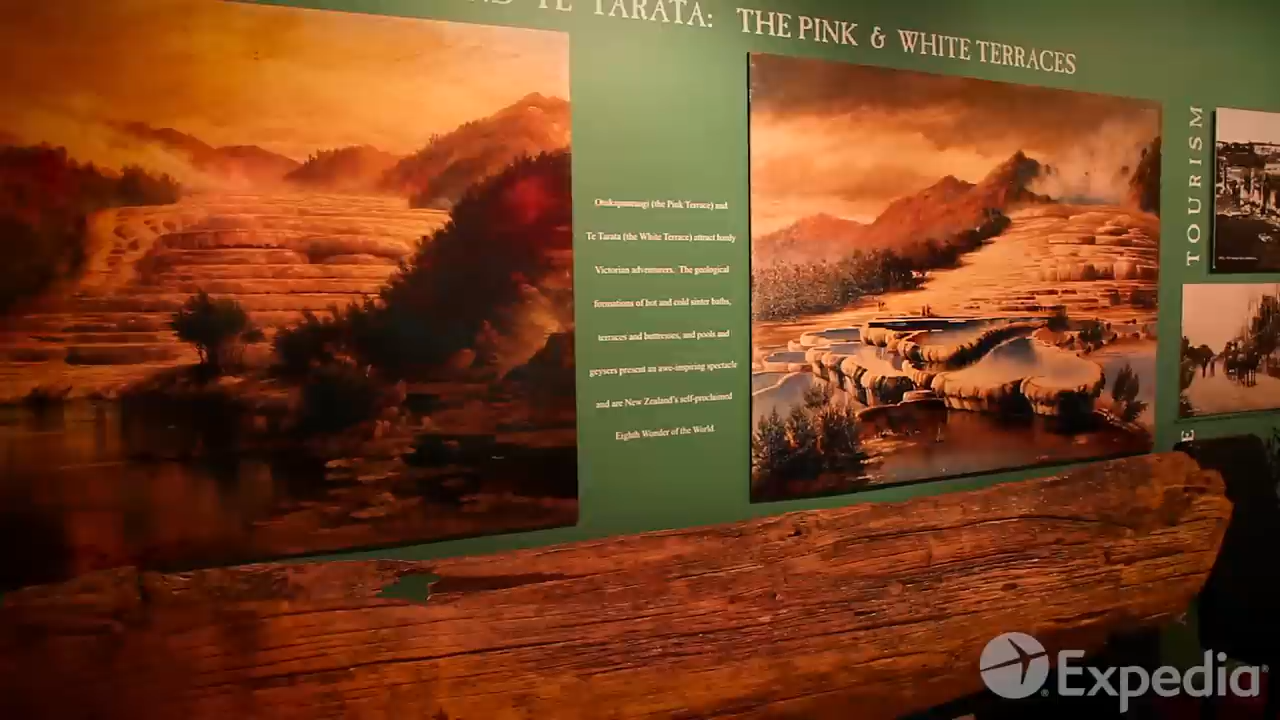 TE TARATA: THE PINK & WHITE TERRACES
Otukapuarangi (the Pink Terrace) and
Te Tarata (the White Terrace) attract hardy
Victorian adventurers. The geological
formations of hot and cold sinter baths,
terraces and buttresses, and pools and
geysers present an awe-inspiring spectacle
and are New Zealand's self-proclaimed
Eighth Wonder of the World
TOURISM
Expedia